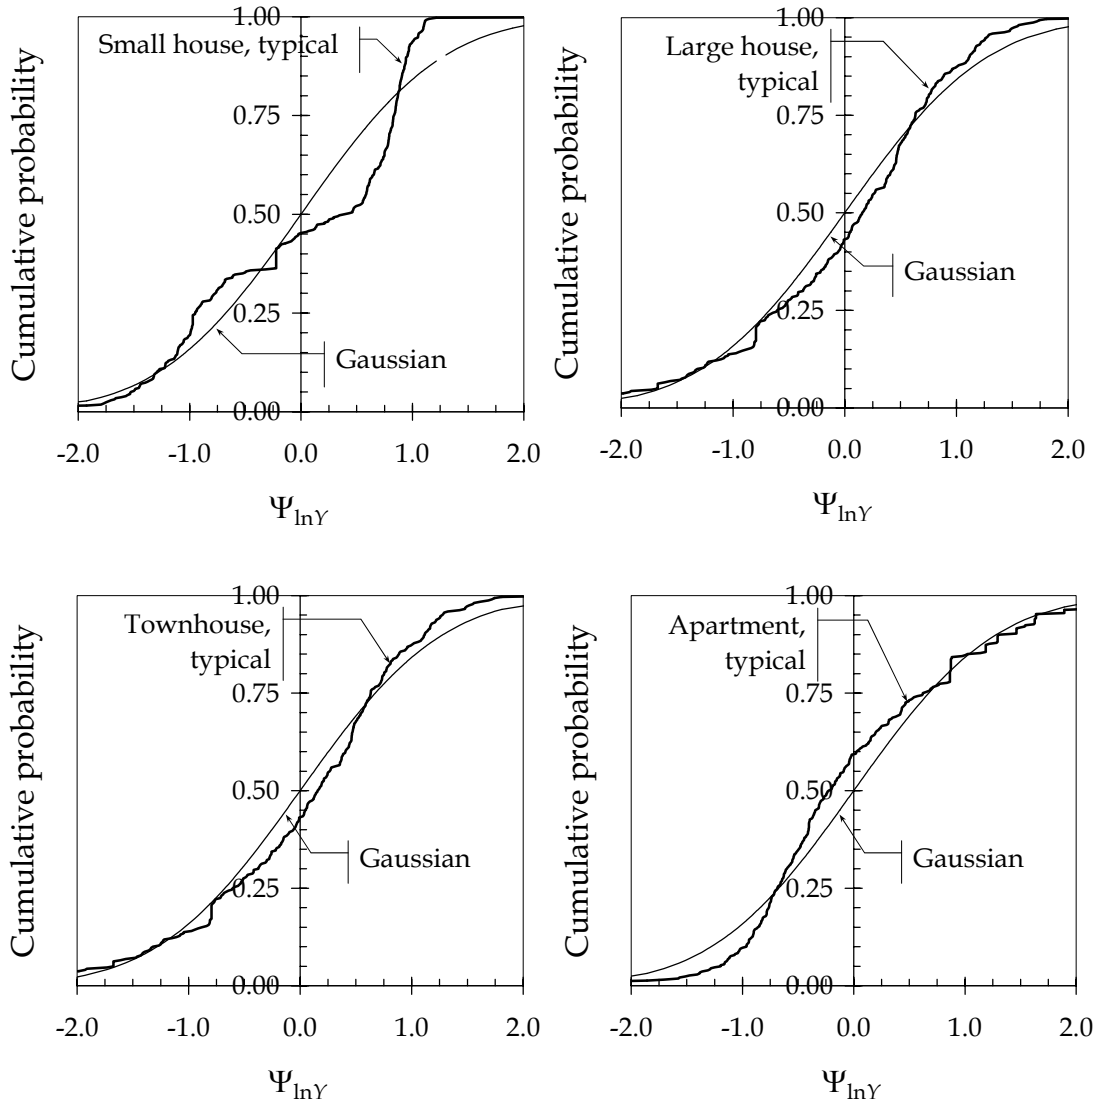 Cumulative probability
1.00
0.75
0.50
0.25
0.00
Small house, typical
Gaussian
-2.0 -1.0 0.0 1.0 2.0
ΨlnY
Cumulative probability
1.00
0.75
0.50
0.25
0.00
Large house,
typical
Gaussian
-2.0 -1.0 0.0 1.0 2.0
ΨlnY
Cumulative probability
1.00
0.75
0.50
0.25
0.00
Townhouse,
typical
Gaussian
-2.0 -1.0 0.0 1.0 2.0
ΨlnY
Cumulative probability
1.00
0.75
0.50
0.25
0.00
Apartment,
typical
Gaussian
-2.0 -1.0 0.0 1.0 2.0
ΨlnY